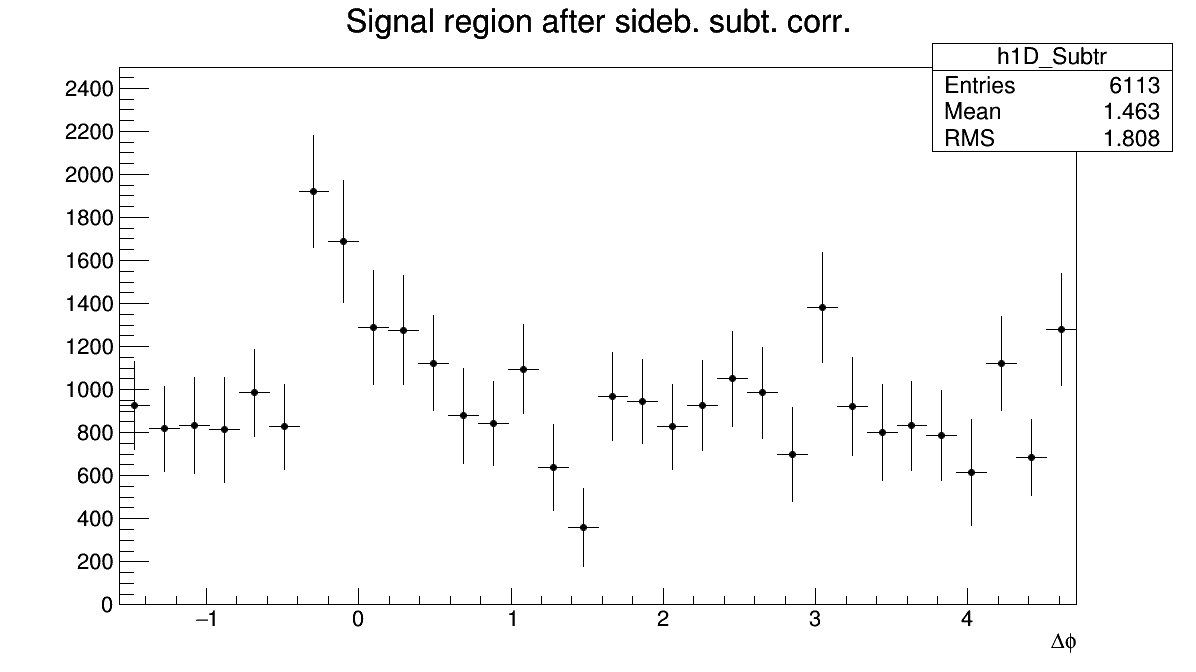 Signal region after sideb. subt. corr.
h1D_Subtr
Entries 6113
Mean 1.463
RMS 1.808
2400
2200
2000
1800
1600
1400
1200
1000
800
600
400
200
0
−1 0 1 2 3 4
Δϕ